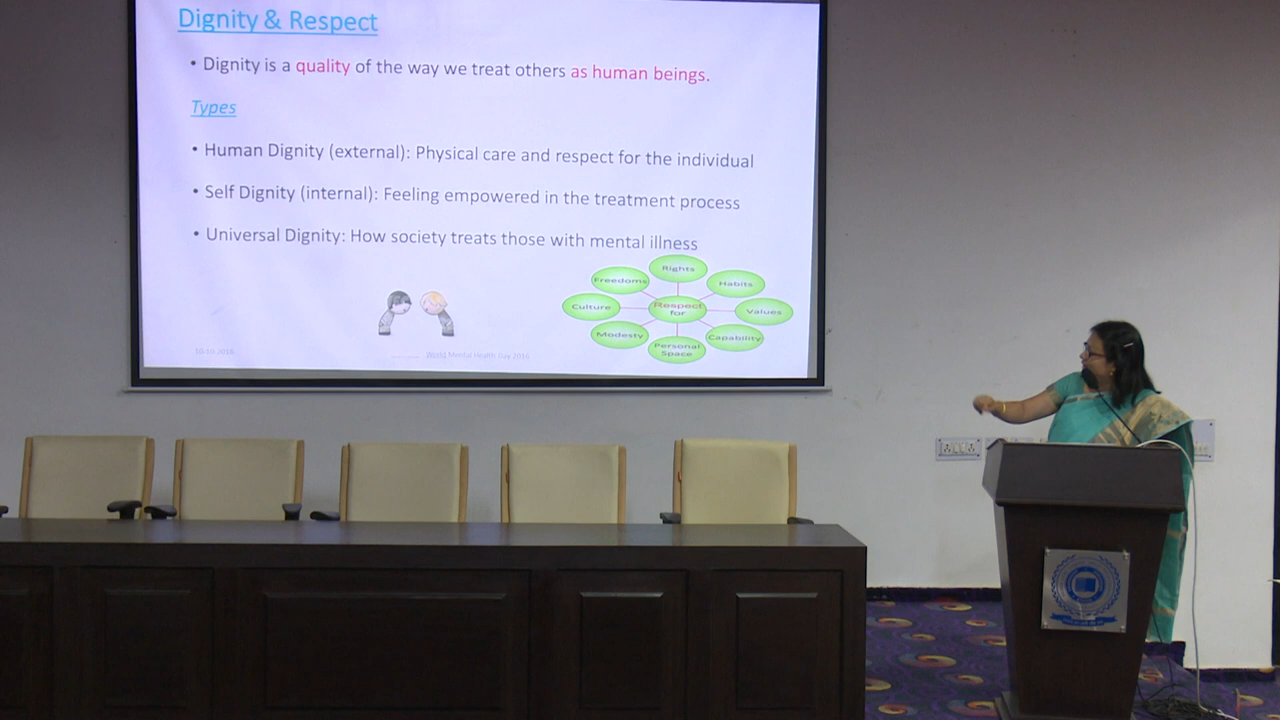 Dignity & Respect
• Dignity is a quality of the way we treat others as human beings.
Types
• Human Dignity (external): Physical care and respect for the individual
• Self Dignity (internal): Feeling empowered in the treatment process
• Universal Dignity: How society treats those with mental illness
Rights
Freedoms
Habits
Culture
Respect for
Values
Modesty
Capability
Personal Space
World Mental Health Day 2016